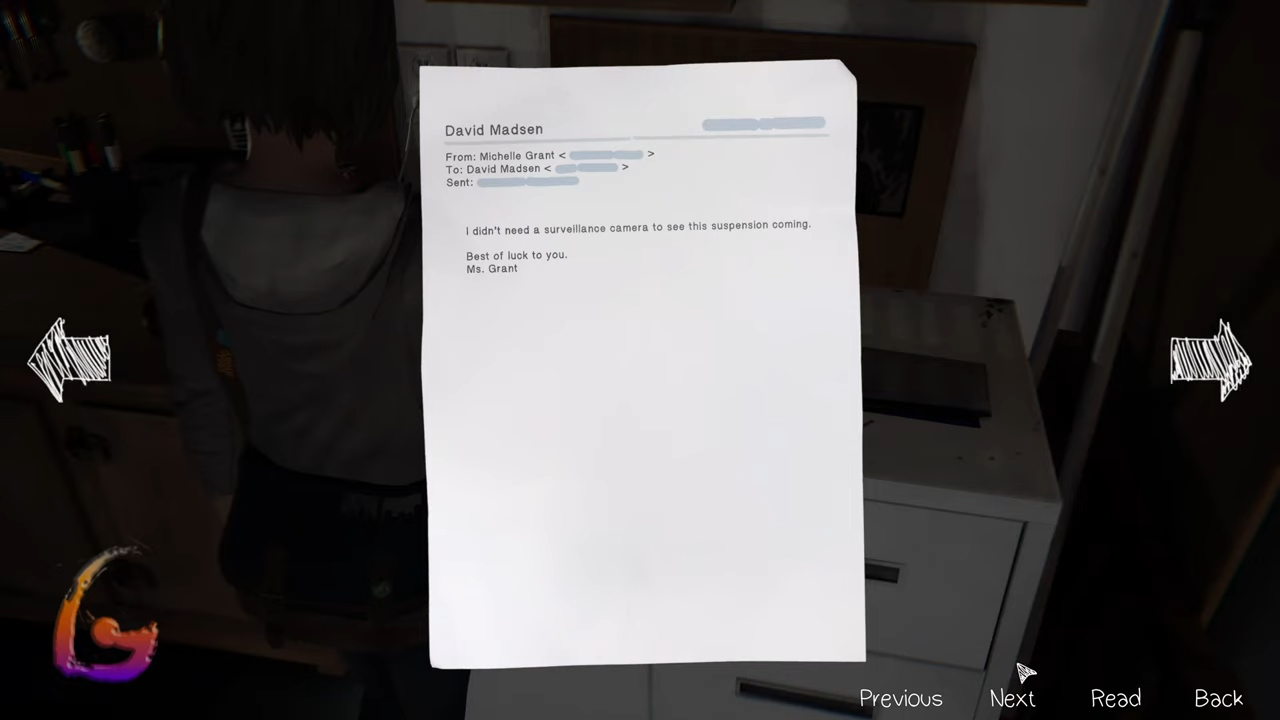 David Madsen
From: Michelle Grant < >
To: David Madsen < >
Sent:
I didn't need a surveillance camera to see this suspension coming.
Best of luck to you.
Ms. Grant
Previous Next Read Back